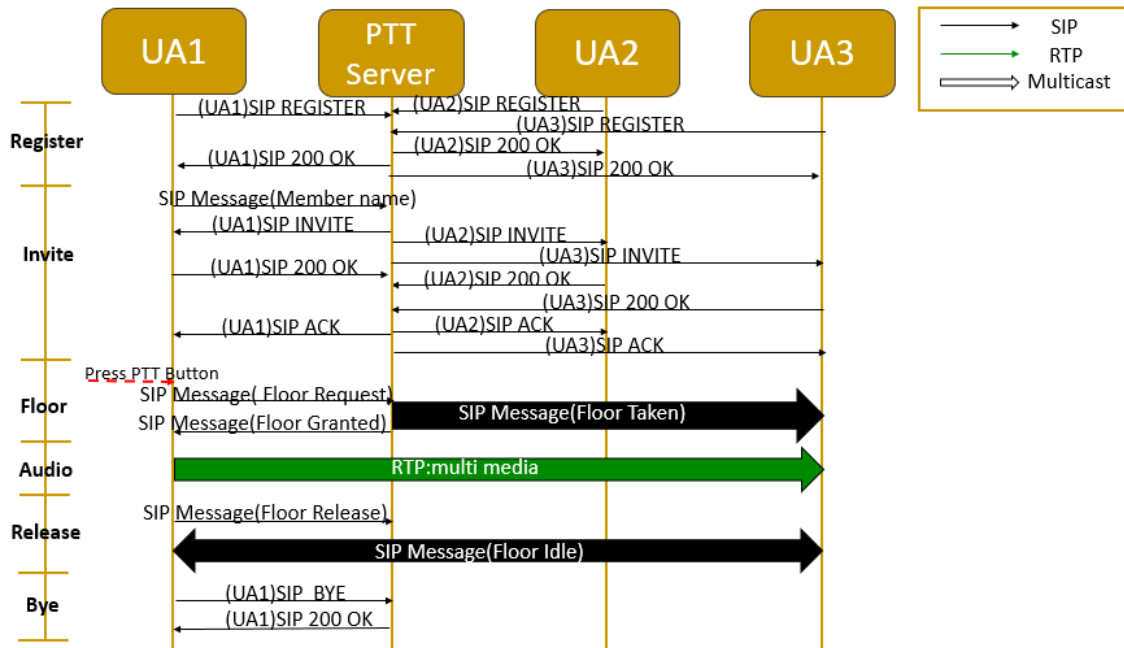 UA1
PTT
Server
UA2
UA3
SIP
RTP
Multicast
Register
(UA1)SIP REGISTER
(UA2)SIP REGISTER
(UA3)SIP REGISTER
(UA2)SIP 200 OK
(UA1)SIP 200 OK
(UA3)SIP 200 OK
Invite
SIP Message(Member name)
(UA1)SIP INVITE
(UA2)SIP INVITE
(UA3)SIP INVITE
(UA1)SIP 200 OK
(UA2)SIP 200 OK
(UA3)SIP 200 OK
(UA1)SIP ACK
(UA2)SIP ACK
(UA3)SIP ACK
Press PTT Button
Floor
SIP Message( Floor Request)
SIP Message(Floor Taken)
SIP Message(Floor Granted)
Audio
RTP:multi media
Release
SIP Message(Floor Release)
SIP Message(Floor Idle)
Bye
(UA1)SIP  BYE
(UA1)SIP 200 OK